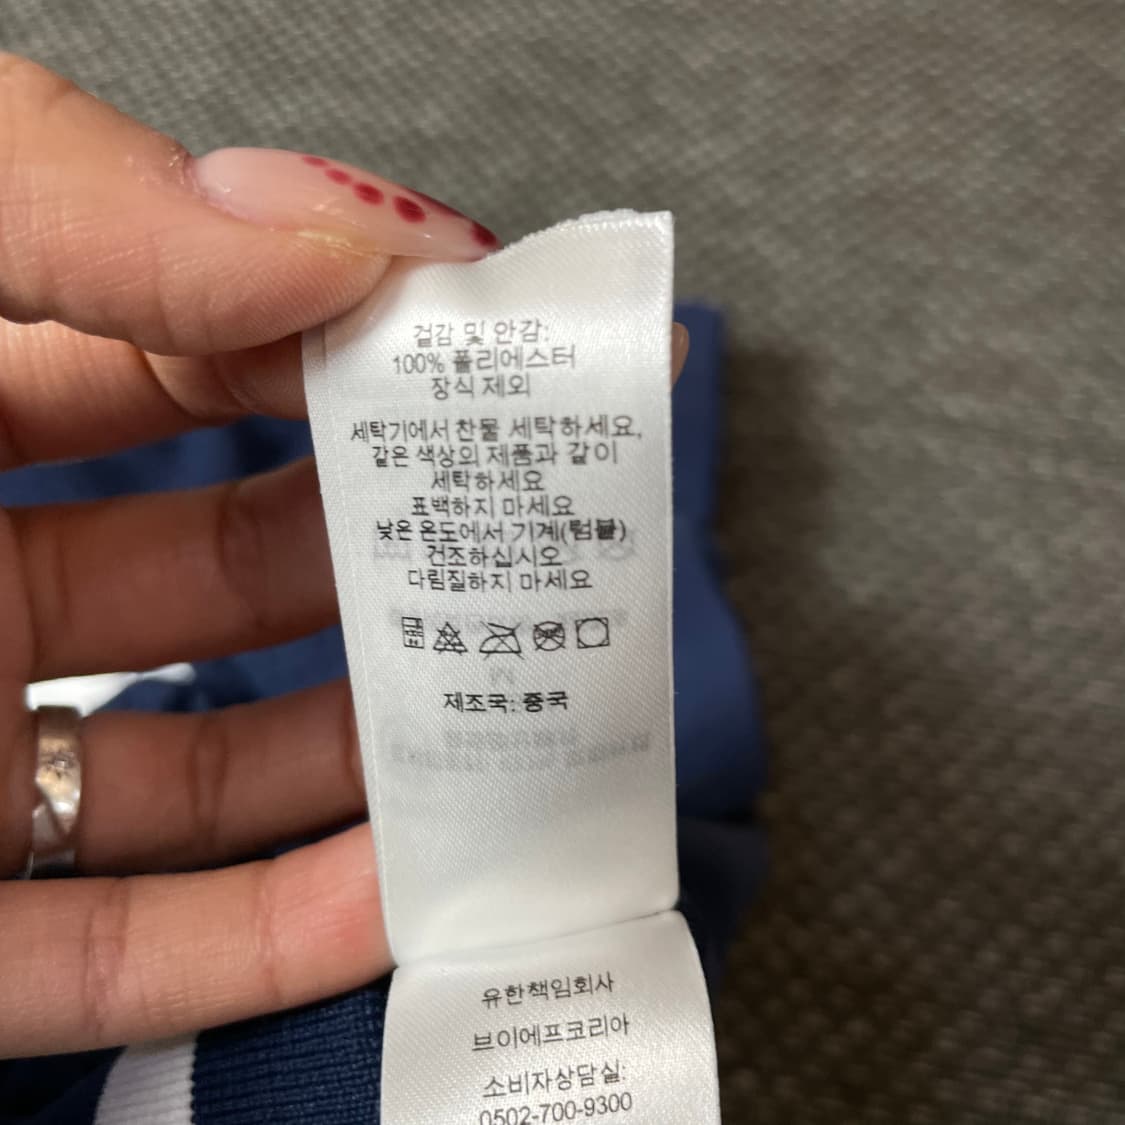 겉감 및 안감:
100% 폴리에스터
장식 제외
세탁기에서 찬물 세탁하세요,
같은 색상의 제품과 같이
세탁하세요
표백하지 마세요
낮은 온도에서 기계(텀블)
건조하십시오
다림질하지 마세요
제조국: 중국
유한책임회사
브이에프코리아
소비자상담실:
0502-700-9300